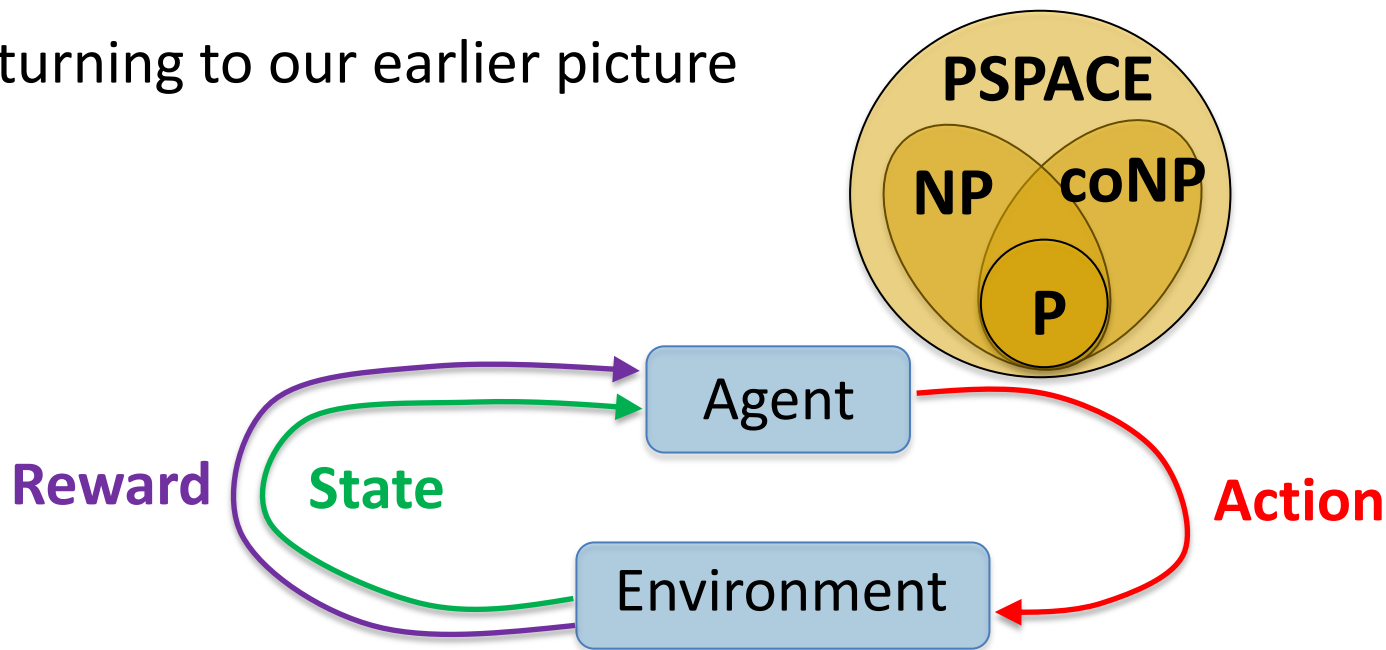 turning to our earlier picture
PSPACE
NP
coNP
P
Agent
Reward
State
Action
Environment